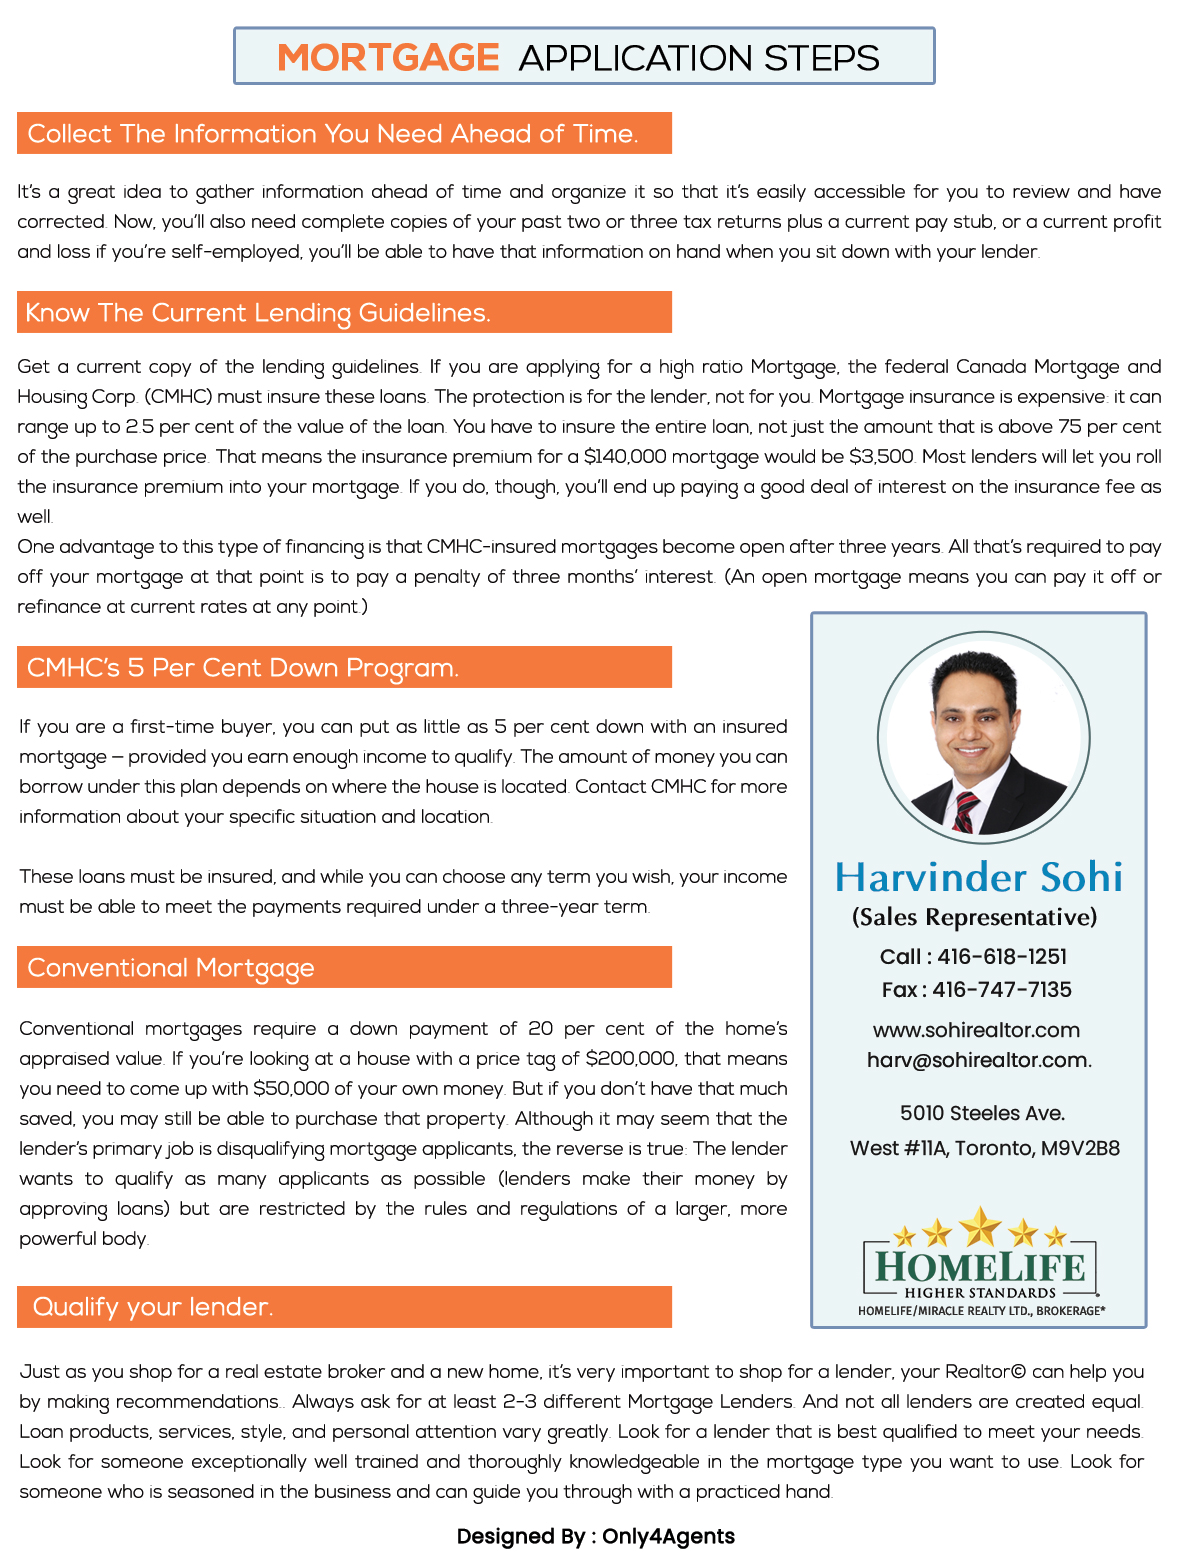 MORTGAGE APPLICATION STEPS
Collect The Information You Need Ahead of Time.
It's a great idea to gather information ahead of time and organize it so that it's easily accessible for you to review and have
corrected. Now, you'll also need complete copies of your past two or three tax returns plus a current pay stub, or a current profit
and loss if you're self-employed, you'll be able to have that information on hand when you sit down with your lender.
Know The Current Lending Guidelines.
Get a current copy of the lending guidelines. If you are applying for a high ratio Mortgage, the federal Canada Mortgage and
Housing Corp. (CMHC) must insure these loans. The protection is for the lender, not for you. Mortgage insurance is expensive: it can
range up to 2.5 per cent of the value of the loan. You have to insure the entire loan, not just the amount that is above 75 per cent
of the purchase price. That means the insurance premium for a $140,000 mortgage would be $3,500. Most lenders will let you roll
the insurance premium into your mortgage. If you do, though, you'll end up paying a good deal of interest on the insurance fee as
well.
One advantage to this type of financing is that CMHC-insured mortgages become open after three years. All that's required to pay
off your mortgage at that point is to pay a penalty of three months' interest. (An open mortgage means you can pay it off or
refinance at current rates at any point.)
CMHC's 5 Per Cent Down Program.
If you are a first-time buyer, you can put as little as 5 per cent down with an insured
mortgage – provided you earn enough income to qualify. The amount of money you can
borrow under this plan depends on where the house is located. Contact CMHC for more
information about your specific situation and location.
These loans must be insured, and while you can choose any term you wish, your income
must be able to meet the payments required under a three-year term.
Conventional Mortgage
Conventional mortgages require a down payment of 20 per cent of the home's
appraised value. If you're looking at a house with a price tag of $200,000, that means
you need to come up with $50,000 of your own money. But if you don't have that much
saved, you may still be able to purchase that property. Although it may seem that the
lender's primary job is disqualifying mortgage applicants, the reverse is true: The lender
wants to qualify as many applicants as possible (lenders make their money by
approving loans) but are restricted by the rules and regulations of a larger, more
powerful body.
Harvinder Sohi
(Sales Representative)
Call : 416-618-1251
Fax : 416-747-7135
www.sohirealtor.com
harv@sohirealtor.com.
5010 Steeles Ave.
West #11A, Toronto, M9V2B8
HOMELIFE
HIGHER STANDARDS
HOMELIFE/MIRACLE REALTY LTD., BROKERAGE*
Qualify your lender.
Just as you shop for a real estate broker and a new home, it's very important to shop for a lender, your Realtor© can help you
by making recommendations.. Always ask for at least 2-3 different Mortgage Lenders. And not all lenders are created equal.
Loan products, services, style, and personal attention vary greatly. Look for a lender that is best qualified to meet your needs.
Look for someone exceptionally well trained and thoroughly knowledgeable in the mortgage type you want to use. Look for
someone who is seasoned in the business and can guide you through with a practiced hand.
Designed By : Only4Agents